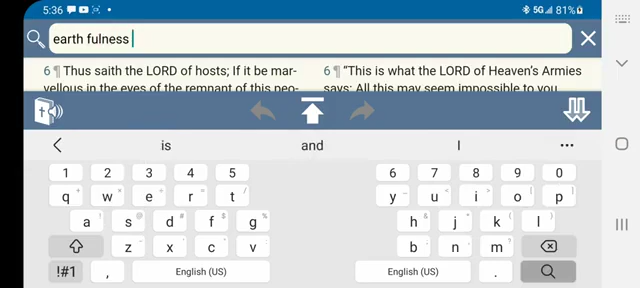 5:36 5G 81%
earth fulness
6 ¶ Thus saith the LORD of hosts; If it be mar-
vellous in the eyes of the remnant of this peo-
6 ¶ “This is what the LORD of Heaven’s Armies
says: All this may seem impossible to you
is and I
1 2 3 4 5 6 7 8 9 0
q w e r t y u i o p
a s d f g h j k l
z x c v b n m
!#1 , English (US) English (US) .